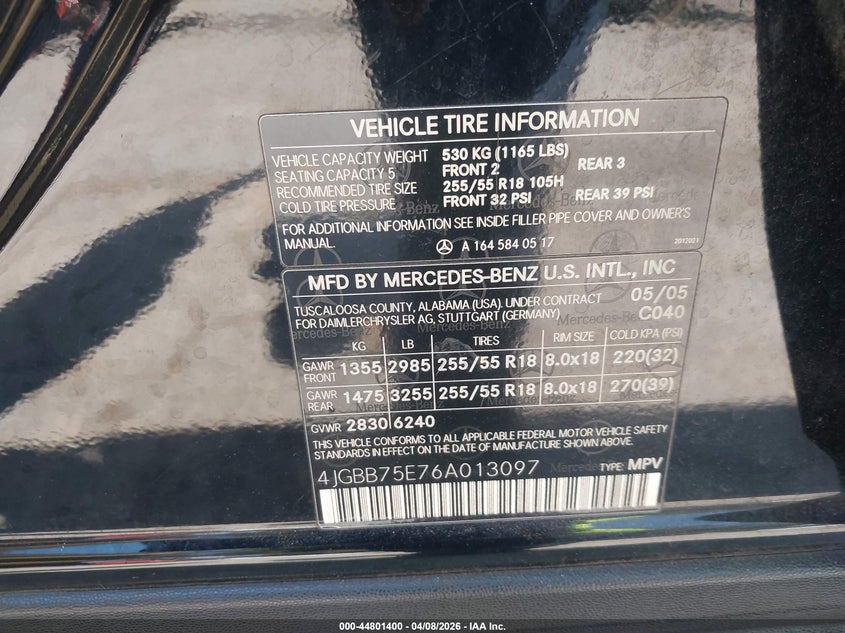 VEHICLE TIRE INFORMATION
VEHICLE CAPACITY WEIGHT 530 KG (1165 LBS)
SEATING CAPACITY 5 FRONT 2 REAR 3
RECOMMENDED TIRE SIZE 255/55 R18 105H
COLD TIRE PRESSURE FRONT 32 PSI REAR 39 PSI
FOR ADDITIONAL INFORMATION SEE INSIDE FILLER PIPE COVER AND OWNER'S
MANUAL.
A 164 584 05 17
MFD BY MERCEDES-BENZ U.S. INTL., INC
TUSCALOOSA COUNTY, ALABAMA (USA). UNDER CONTRACT 05/05
FOR DAIMLERCHRYSLER AG, STUTTGART (GERMANY) C040
KG LB TIRES RIM SIZE COLD KPA (PSI)
GAWR FRONT 1355 2985 255/55 R18 8.0x18 220(32)
GAWR REAR 1475 3255 255/55 R18 8.0x18 270(39)
GVWR 2830 6240
THIS VEHICLE CONFORMS TO ALL APPLICABLE FEDERAL MOTOR VEHICLE SAFETY
STANDARDS IN EFFECT ON THE DATE OF MANUFACTURE SHOWN ABOVE.
4JGBB75E76A013097 TYPE: MPV
000-44801400 - 04/08/2026 - IAA Inc.